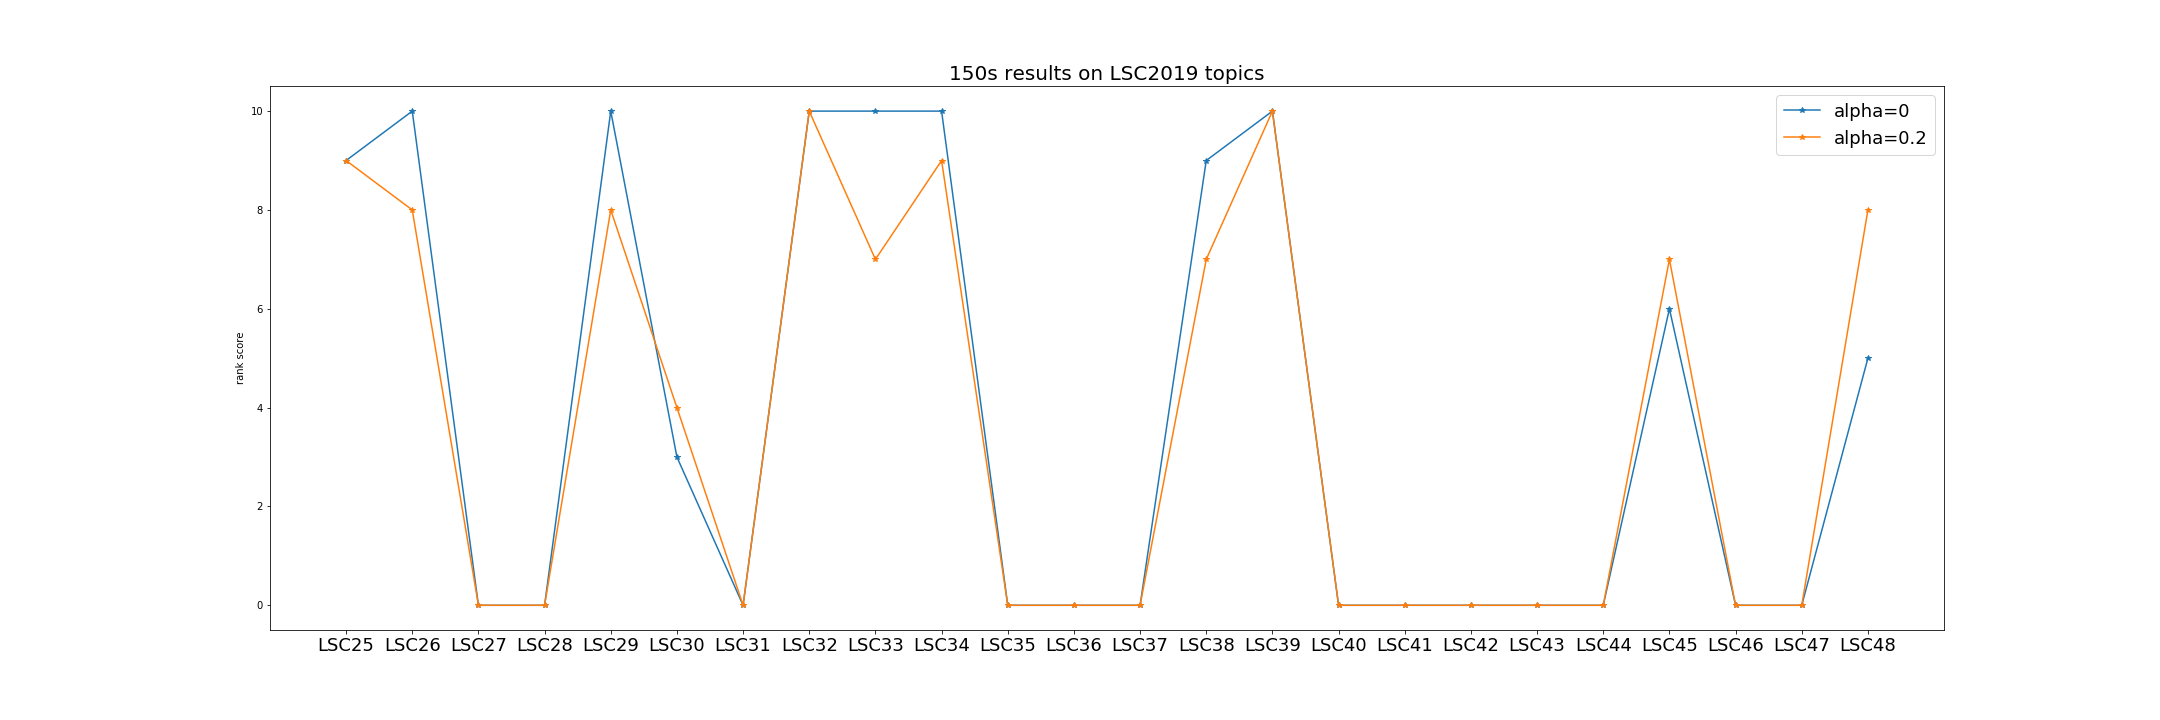 150s results on LSC2019 topics
alpha=0
alpha=0.2
rank score
10
8
6
4
2
0
LSC25 LSC26 LSC27 LSC28 LSC29 LSC30 LSC31 LSC32 LSC33 LSC34 LSC35 LSC36 LSC37 LSC38 LSC39 LSC40 LSC41 LSC42 LSC43 LSC44 LSC45 LSC46 LSC47 LSC48